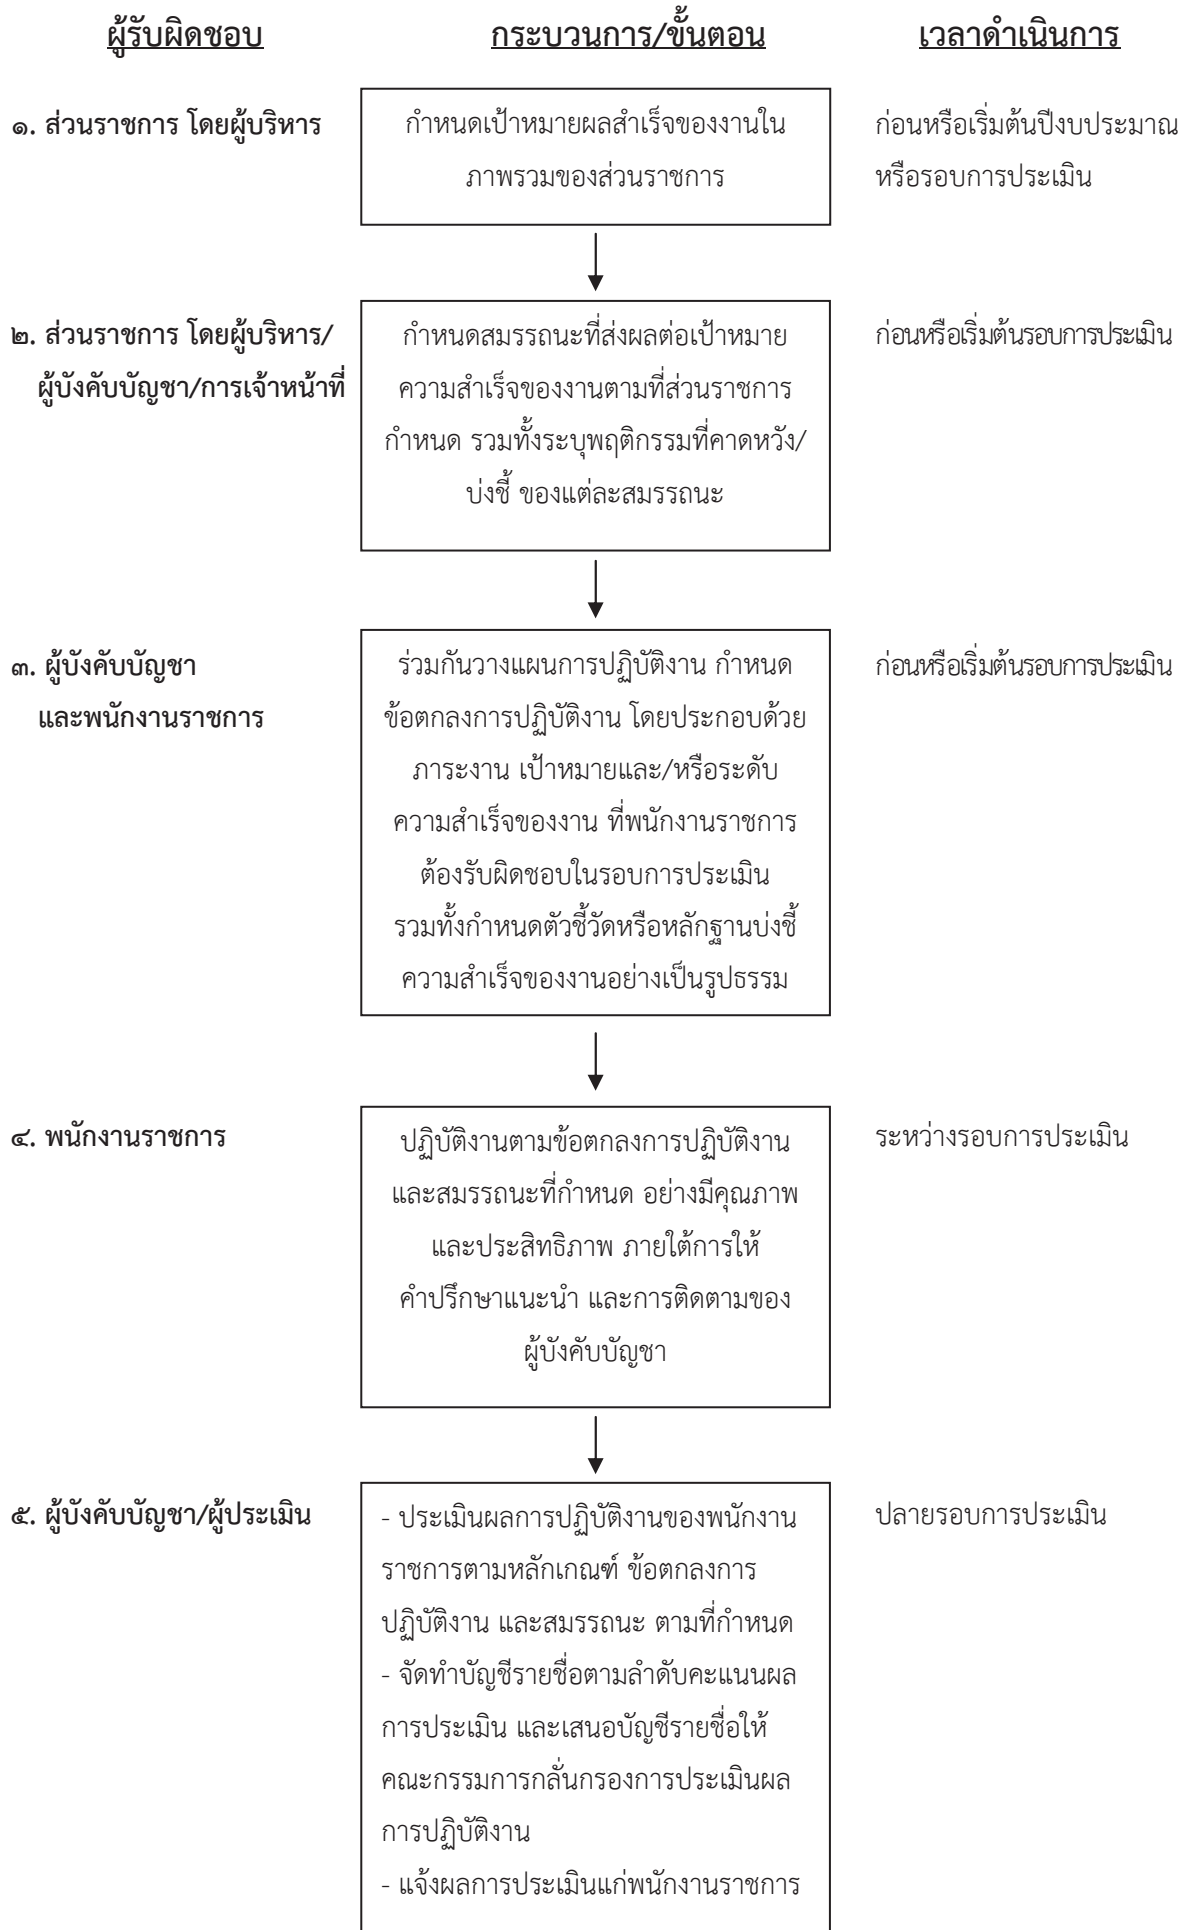 ผู้รับผิดชอบ
กระบวนการ/ขั้นตอน
เวลาดำเนินการ
๑. ส่วนราชการ โดยผู้บริหาร
กำหนดเป้าหมายผลสำเร็จของงานใน
ภาพรวมของส่วนราชการ
ก่อนหรือเริ่มต้นปีงบประมาณ
หรือรอบการประเมิน
๒. ส่วนราชการ โดยผู้บริหาร/
ผู้บังคับบัญชา/การเจ้าหน้าที่
กำหนดสมรรถนะที่ส่งผลต่อเป้าหมาย
ความสำเร็จของงานตามที่ส่วนราชการ
กำหนด รวมทั้งระบุพฤติกรรมที่คาดหวัง/
บ่งชี้ ของแต่ละสมรรถนะ
ก่อนหรือเริ่มต้นรอบการประเมิน
๓. ผู้บังคับบัญชา
และพนักงานราชการ
ร่วมกันวางแผนการปฏิบัติงาน กำหนด
ข้อตกลงการปฏิบัติงาน โดยประกอบด้วย
ภาระงาน เป้าหมายและ/หรือระดับ
ความสำเร็จของงาน ที่พนักงานราชการ
ต้องรับผิดชอบในรอบการประเมิน
รวมทั้งกำหนดตัวชี้วัดหรือหลักฐานบ่งชี้
ความสำเร็จของงานอย่างเป็นรูปธรรม
ก่อนหรือเริ่มต้นรอบการประเมิน
๔. พนักงานราชการ
ปฏิบัติงานตามข้อตกลงการปฏิบัติงาน
และสมรรถนะที่กำหนด อย่างมีคุณภาพ
และประสิทธิภาพ ภายใต้การให้
คำปรึกษาแนะนำ และการติดตามของ
ผู้บังคับบัญชา
ระหว่างรอบการประเมิน
๕. ผู้บังคับบัญชา/ผู้ประเมิน
- ประเมินผลการปฏิบัติงานของพนักงาน
ราชการตามหลักเกณฑ์ ข้อตกลงการ
ปฏิบัติงาน และสมรรถนะ ตามที่กำหนด
- จัดทำบัญชีรายชื่อตามลำดับคะแนนผล
การประเมิน และเสนอบัญชีรายชื่อให้
คณะกรรมการกลั่นกรองการประเมินผล
การปฏิบัติงาน
- แจ้งผลการประเมินแก่พนักงานราชการ
ปลายรอบการประเมิน